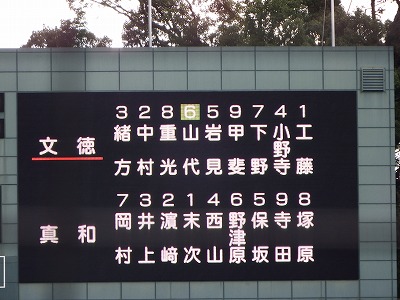 3 2 8 6 5 9 7 4 1
文徳 緒方 中村 重光 山代 岩見 甲斐 下野 小野寺 工藤
7 3 2 1 4 6 5 9 8
真和 岡村 井上 濵﨑 末次 西山 野津原 保坂 寺田 塚原